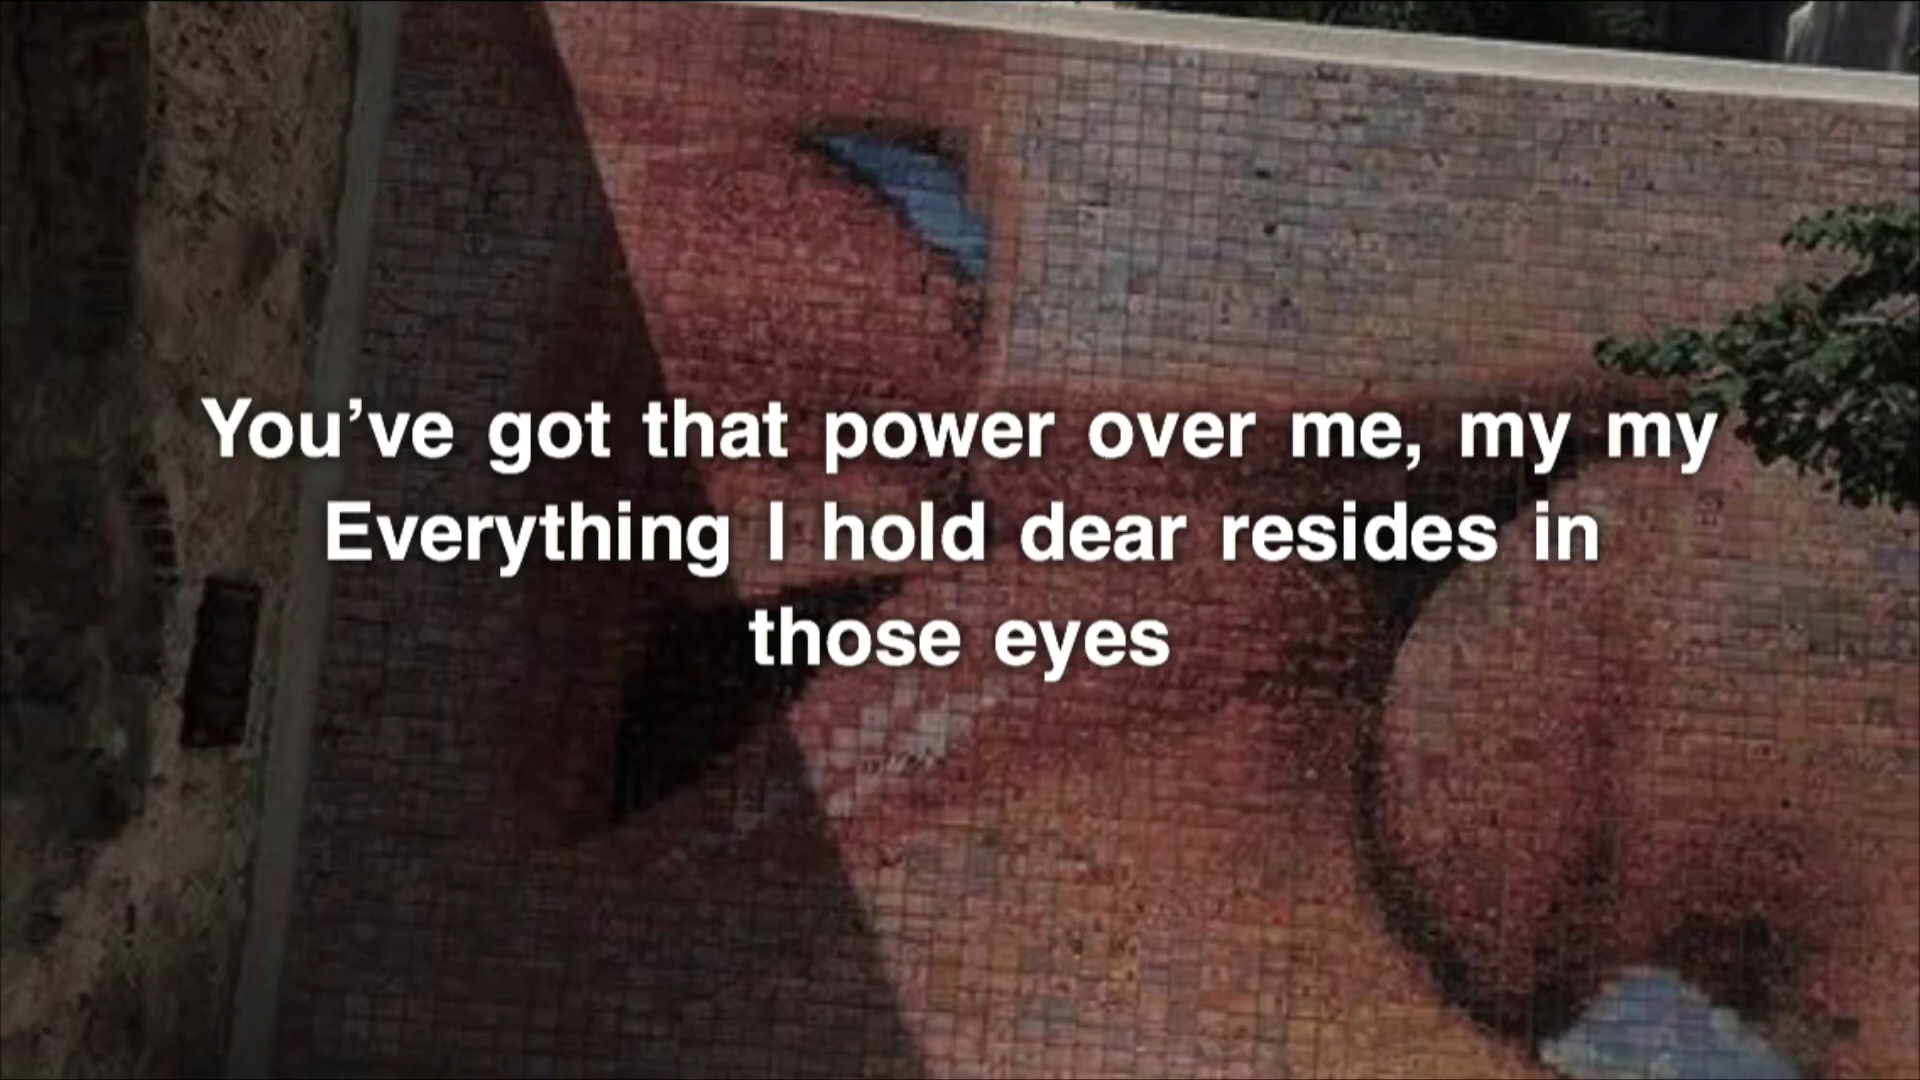 You’ve got that power over me, my my
Everything I hold dear resides in
those eyes